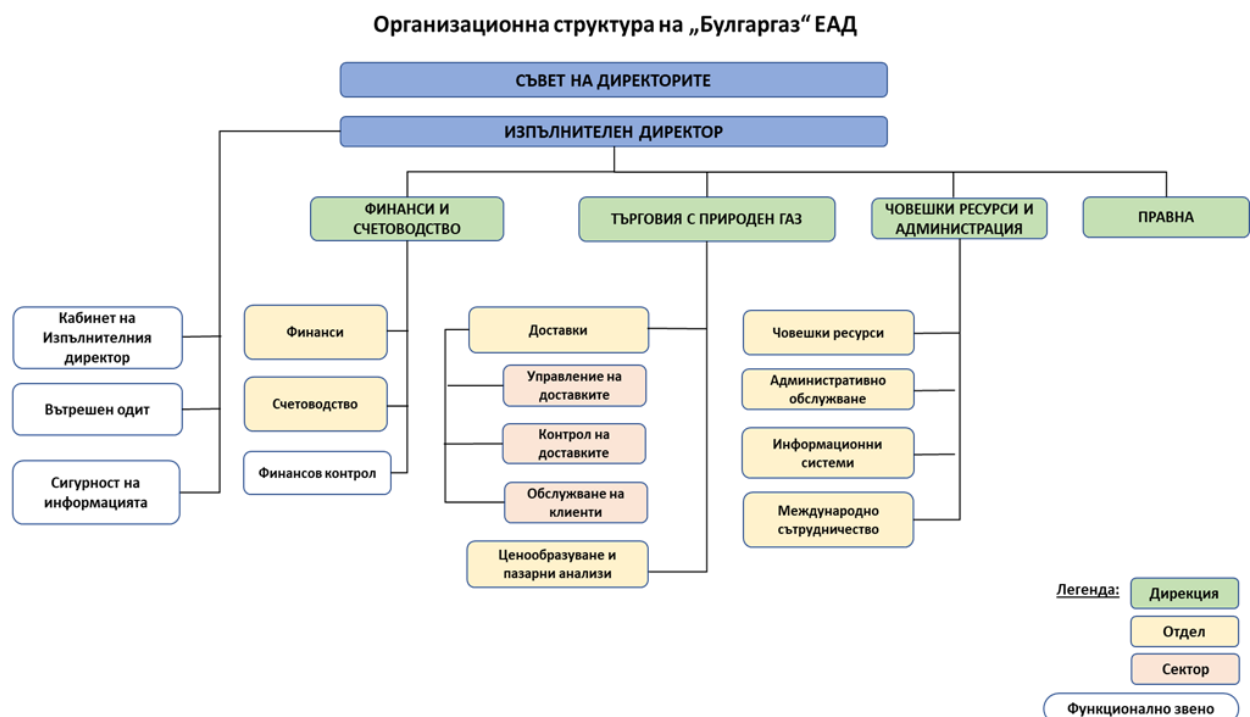 Организационна структура на „Булгаргаз“ ЕАД
СЪВЕТ НА ДИРЕКТОРИТЕ
ИЗПЪЛНИТЕЛЕН ДИРЕКТОР
ФИНАНСИ И
СЧЕТОВОДСТВО
ТЪРГОВИЯ С ПРИРОДЕН ГАЗ
ЧОВЕШКИ РЕСУРСИ И
АДМИНИСТРАЦИЯ
ПРАВНА
Кабинет на
Изпълнителния
директор
Вътрешен одит
Сигурност на
информацията
Финанси
Счетоводство
Финансов контрол
Доставки
Управление на
доставките
Контрол на
доставките
Обслужване на
клиенти
Ценообразуване и
пазарни анализи
Човешки ресурси
Административно
обслужване
Информационни
системи
Международно
сътрудничество
Легенда:
Дирекция
Отдел
Сектор
Функционално звено